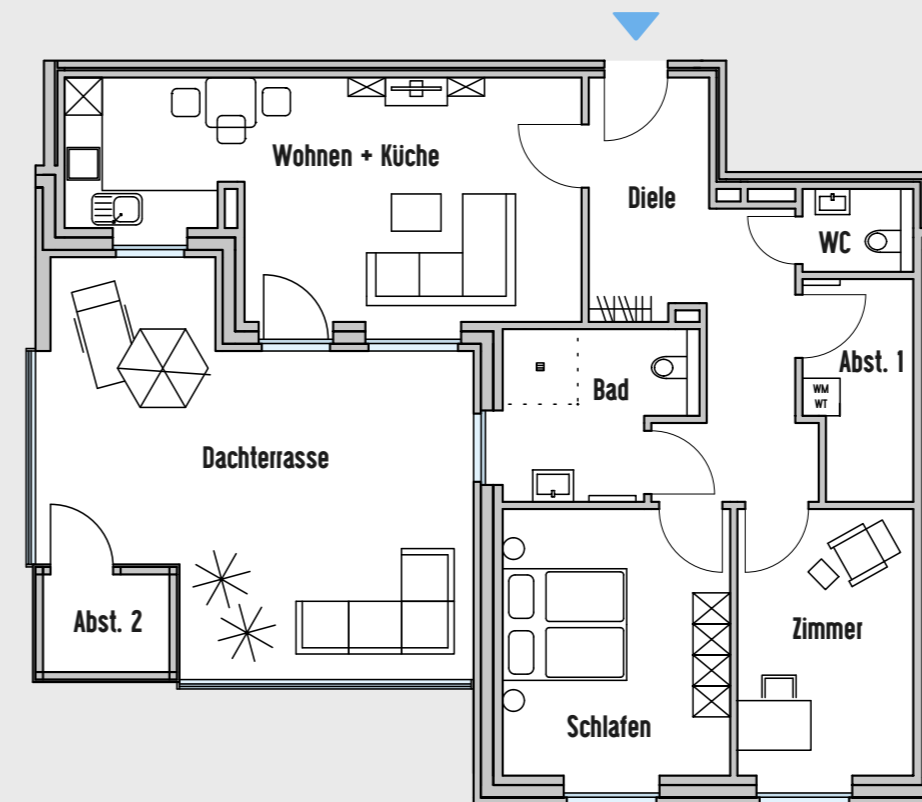 Wohnen + Küche
Diele
WC
Abst. 1
WM
WT
Bad
Dachterrasse
Abst. 2
Zimmer
Schlafen